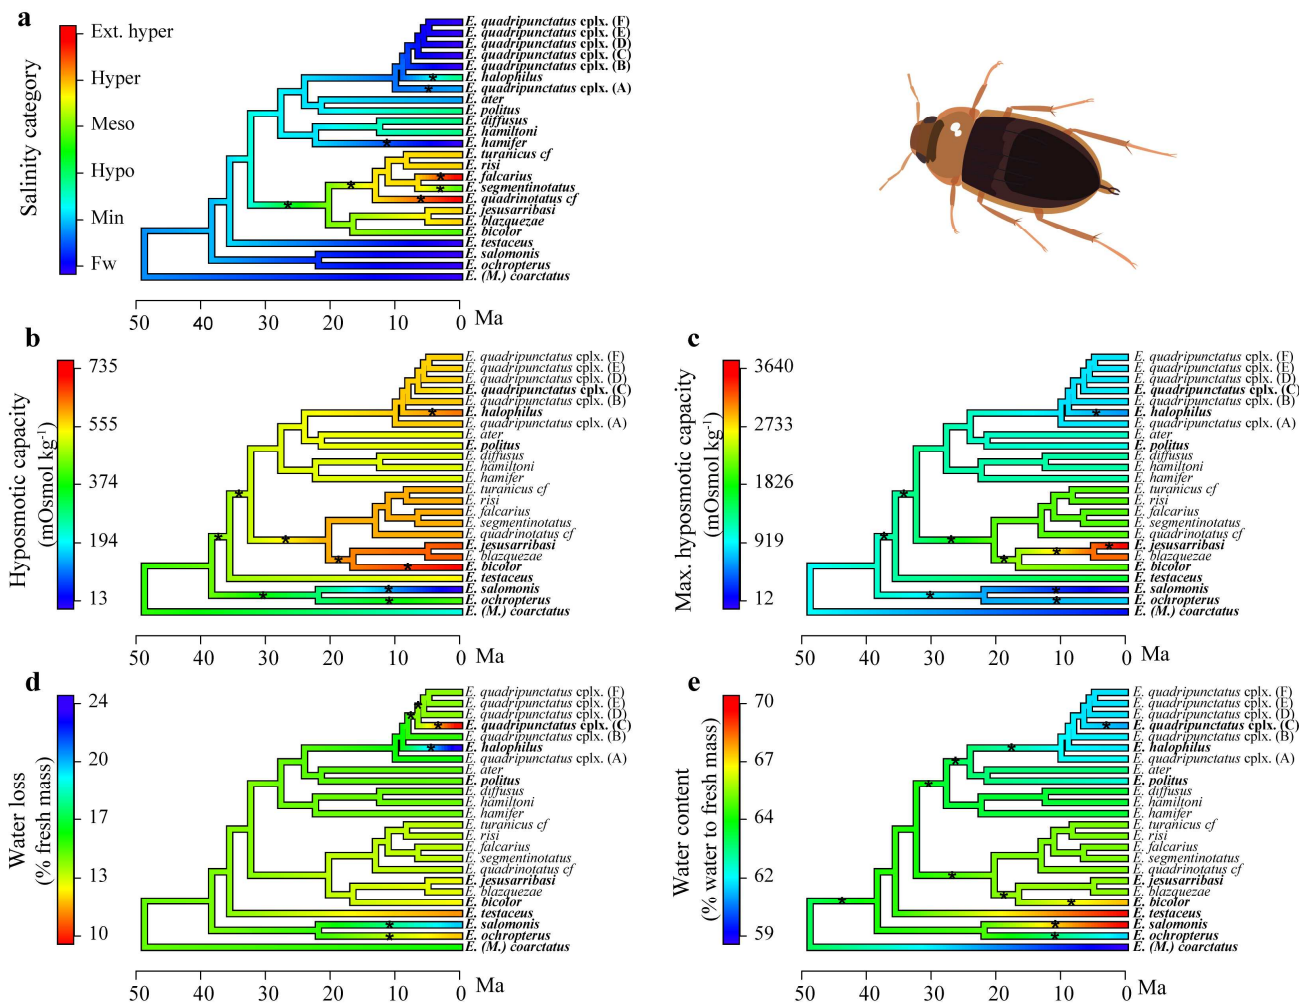 a
Salinity category
Ext. hyper
Hyper
Meso
Hypo
Min
Fw
E. quadripunctatus cplx. (F)
E. quadripunctatus cplx. (E)
E. quadripunctatus cplx. (D)
E. quadripunctatus cplx. (C)
E. quadripunctatus cplx. (B)
E. halophilus
E. quadripunctatus cplx. (A)
E. ater
E. politus
E. diffusus
E. hamiltoni
E. hamifer
E. turanicus cf
E. risi
E. falcarius
E. segmentinotatus
E. quadrinotatus cf
E. jesusarribasi
E. blazquezae
E. bicolor
E. testaceus
E. salomonis
E. ochropterus
E. (M.) coarctatus
50 40 30 20 10 0 Ma
b
Hyposmotic capacity
(mOsmol kg-1)
735
555
374
194
13
E. quadripunctatus cplx. (F)
E. quadripunctatus cplx. (E)
E. quadripunctatus cplx. (D)
E. quadripunctatus cplx. (C)
E. quadripunctatus cplx. (B)
E. halophilus
E. quadripunctatus cplx. (A)
E. ater
E. politus
E. diffusus
E. hamiltoni
E. hamifer
E. turanicus cf
E. risi
E. falcarius
E. segmentinotatus
E. quadrinotatus cf
E. jesusarribasi
E. blazquezae
E. bicolor
E. testaceus
E. salomonis
E. ochropterus
E. (M.) coarctatus
50 40 30 20 10 0 Ma
c
Max. hyposmotic capacity
(mOsmol kg-1)
3640
2733
1826
919
12
E. quadripunctatus cplx. (F)
E. quadripunctatus cplx. (E)
E. quadripunctatus cplx. (D)
E. quadripunctatus cplx. (C)
E. quadripunctatus cplx. (B)
E. halophilus
E. quadripunctatus cplx. (A)
E. ater
E. politus
E. diffusus
E. hamiltoni
E. hamifer
E. turanicus cf
E. risi
E. falcarius
E. segmentinotatus
E. quadrinotatus cf
E. jesusarribasi
E. blazquezae
E. bicolor
E. testaceus
E. salomonis
E. ochropterus
E. (M.) coarctatus
50 40 30 20 10 0 Ma
d
Water loss
(% fresh mass)
24
20
17
13
10
E. quadripunctatus cplx. (F)
E. quadripunctatus cplx. (E)
E. quadripunctatus cplx. (D)
E. quadripunctatus cplx. (C)
E. quadripunctatus cplx. (B)
E. halophilus
E. quadripunctatus cplx. (A)
E. ater
E. politus
E. diffusus
E. hamiltoni
E. hamifer
E. turanicus cf
E. risi
E. falcarius
E. segmentinotatus
E. quadrinotatus cf
E. jesusarribasi
E. blazquezae
E. bicolor
E. testaceus
E. salomonis
E. ochropterus
E. (M.) coarctatus
50 40 30 20 10 0 Ma
e
Water content
(% water to fresh mass)
70
67
64
62
59
E. quadripunctatus cplx. (F)
E. quadripunctatus cplx. (E)
E. quadripunctatus cplx. (D)
E. quadripunctatus cplx. (C)
E. quadripunctatus cplx. (B)
E. halophilus
E. quadripunctatus cplx. (A)
E. ater
E. politus
E. diffusus
E. hamiltoni
E. hamifer
E. turanicus cf
E. risi
E. falcarius
E. segmentinotatus
E. quadrinotatus cf
E. jesusarribasi
E. blazquezae
E. bicolor
E. testaceus
E. salomonis
E. ochropterus
E. (M.) coarctatus
50 40 30 20 10 0 Ma